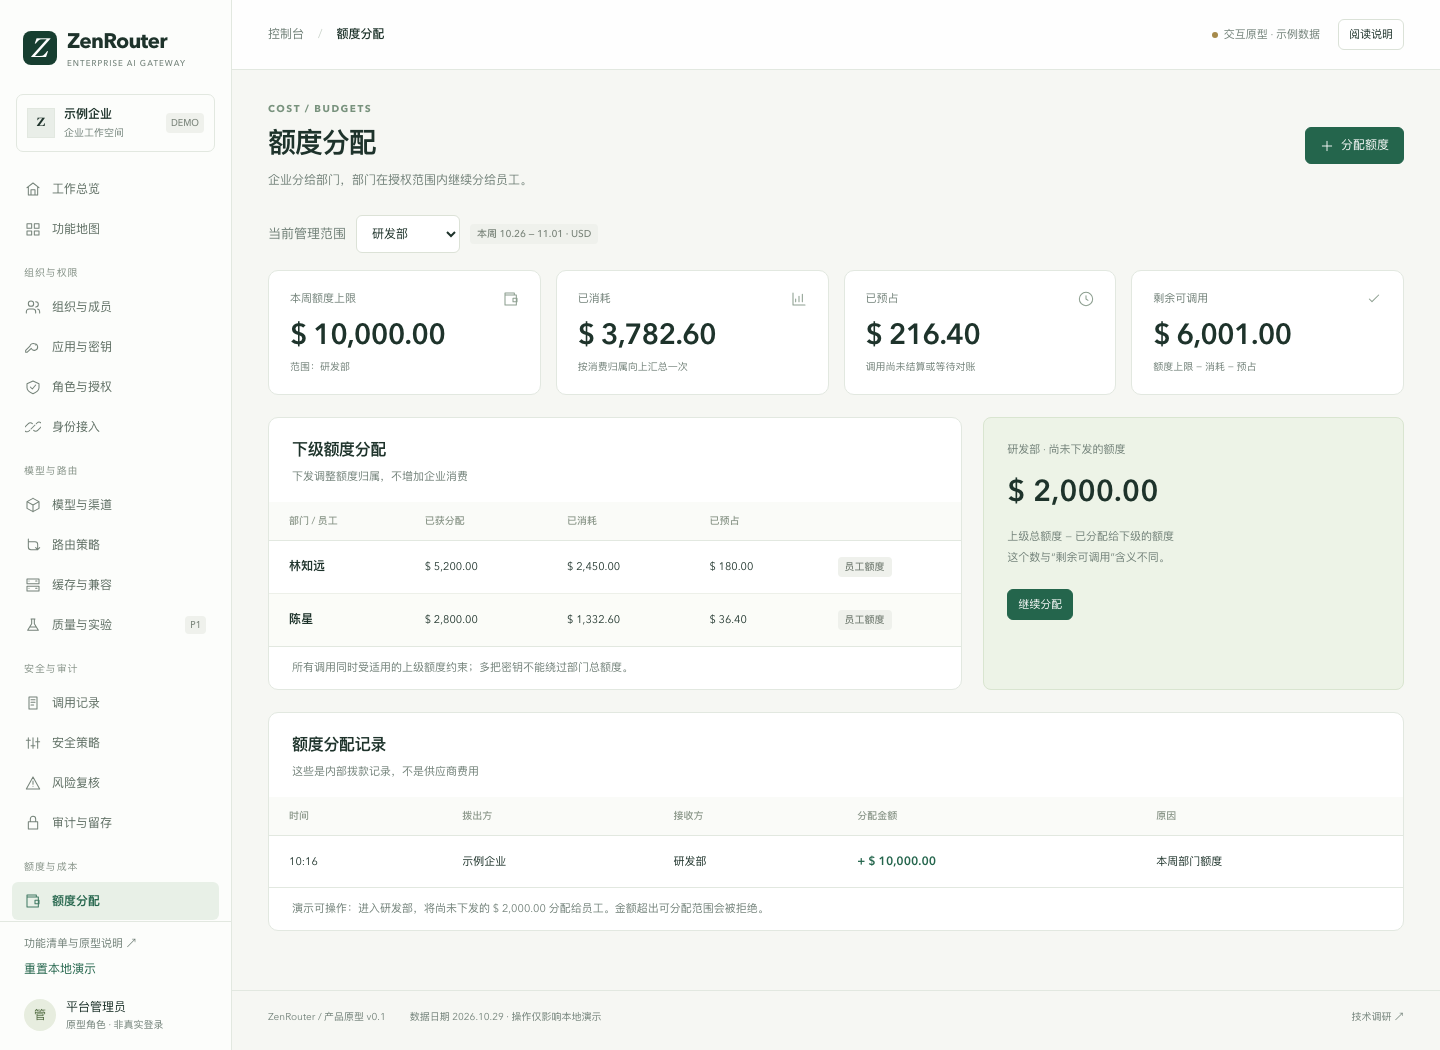 Z ZenRouter
ENTERPRISE AI GATEWAY
Z 示例企业 DEMO
企业工作空间
工作总览
功能地图
组织与权限
组织与成员
应用与密钥
角色与授权
身份接入
模型与路由
模型与渠道
路由策略
缓存与兼容
质量与实验 P1
安全与审计
调用记录
安全策略
风险复核
审计与留存
额度与成本
额度分配
功能清单与原型说明 ↗
重置本地演示
管 平台管理员
原型角色 · 非真实登录
控制台 / 额度分配
交互原型 · 示例数据 阅读说明
COST / BUDGETS
额度分配
企业分给部门，部门在授权范围内继续分给员工。
+ 分配额度
当前管理范围 研发部 本周 10.26 – 11.01 · USD
本周额度上限
$ 10,000.00
范围：研发部
已消耗
$ 3,782.60
按消费归属向上汇总一次
已预占
$ 216.40
调用尚未结算或等待对账
剩余可调用
$ 6,001.00
额度上限 − 消耗 − 预占
下级额度分配
下发调整额度归属，不增加企业消费
部门 / 员工 已获分配 已消耗 已预占
林知远 $ 5,200.00 $ 2,450.00 $ 180.00 员工额度
陈星 $ 2,800.00 $ 1,332.60 $ 36.40 员工额度
所有调用同时受适用的上级额度约束；多把密钥不能绕过部门总额度。
研发部 · 尚未下发的额度
$ 2,000.00
上级总额度 − 已分配给下级的额度
这个数与“剩余可调用”含义不同。
继续分配
额度分配记录
这些是内部拨款记录，不是供应商费用
时间 拨出方 接收方 分配金额 原因
10:16 示例企业 研发部 + $ 10,000.00 本周部门额度
演示可操作：进入研发部，将尚未下发的 $ 2,000.00 分配给员工。金额超出可分配范围会被拒绝。
ZenRouter / 产品原型 v0.1 数据日期 2026.10.29 · 操作仅影响本地演示 技术调研 ↗